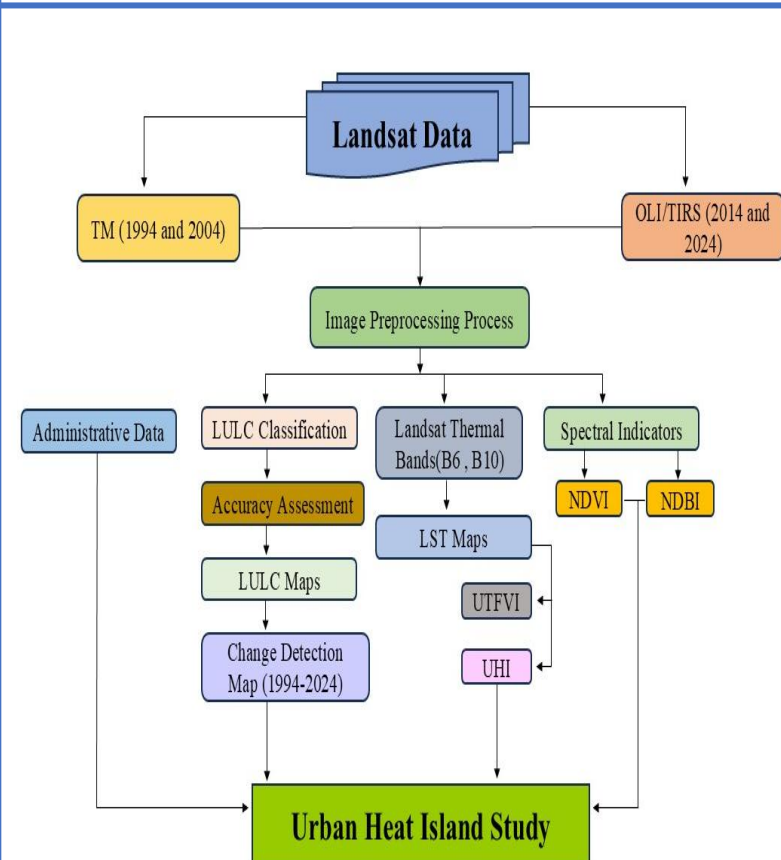 Landsat Data
TM (1994 and 2004)
OLI/TIRS (2014 and
2024)
Image Preprocessing Process
Administrative Data
LULC Classification
Landsat Thermal
Bands(B6 , B10)
Spectral Indicators
Accuracy Assessment
NDVI
NDBI
LST Maps
LULC Maps
UTFVI
Change Detection
Map (1994-2024)
UHI
Urban Heat Island Study